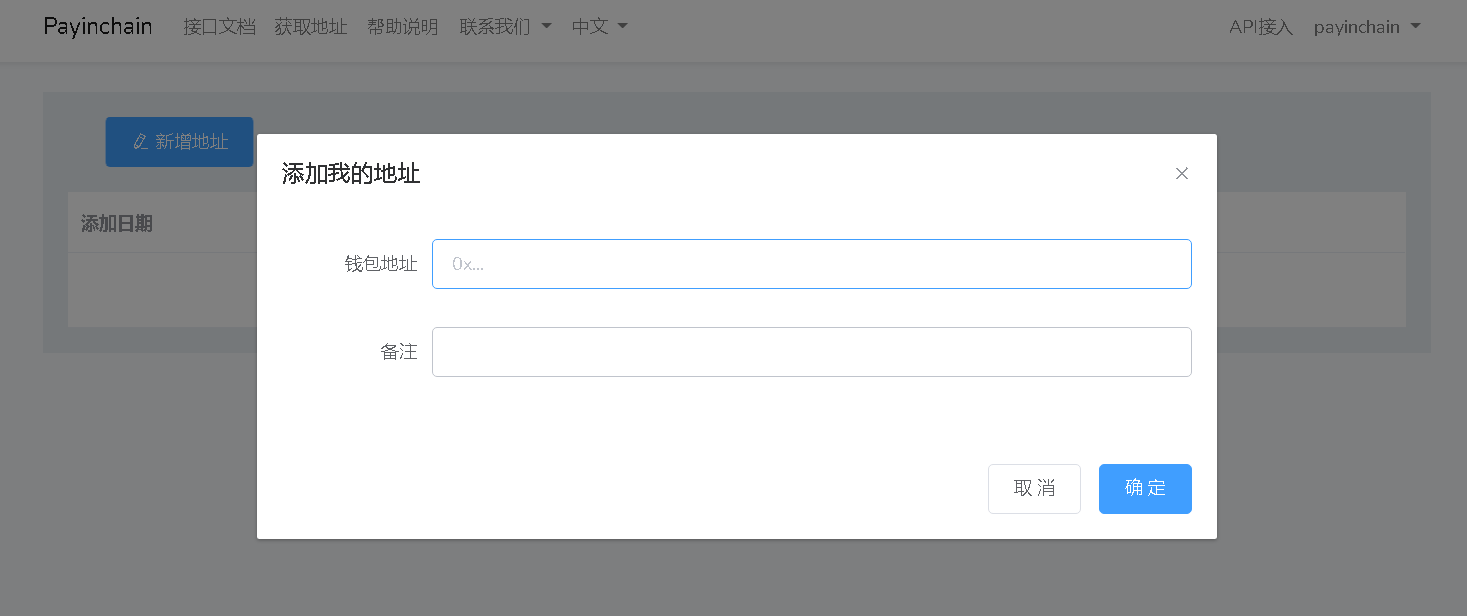 Payinchain 接口文档 获取地址 帮助说明 联系我们 中文 API接入 payinchain
新增地址
添加我的地址
添加日期
钱包地址 0x...
备注
取 消 确 定